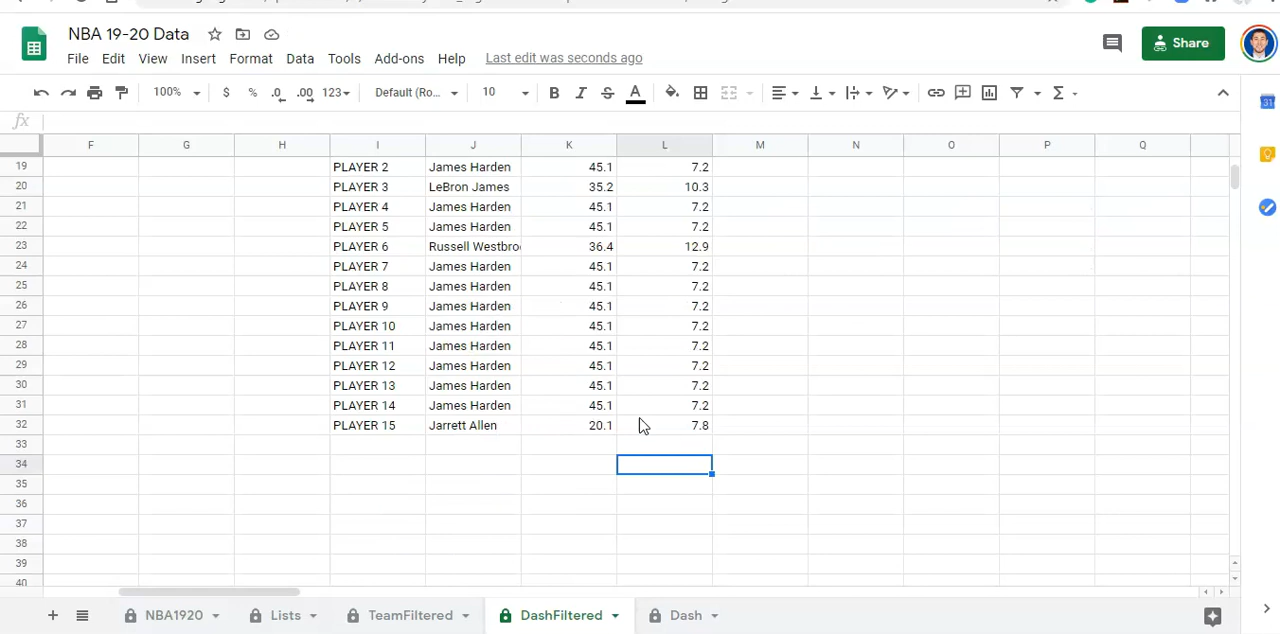 NBA 19-20 Data
Share
File Edit View Insert Format Data Tools Add-ons Help Last edit was seconds ago
100% $ % .0 .00 123 Default (Ro... 10 B I S A Σ
fx
F G H I J K L M N O P Q
19 PLAYER 2 James Harden 45.1 7.2
20 PLAYER 3 LeBron James 35.2 10.3
21 PLAYER 4 James Harden 45.1 7.2
22 PLAYER 5 James Harden 45.1 7.2
23 PLAYER 6 Russell Westbro 36.4 12.9
24 PLAYER 7 James Harden 45.1 7.2
25 PLAYER 8 James Harden 45.1 7.2
26 PLAYER 9 James Harden 45.1 7.2
27 PLAYER 10 James Harden 45.1 7.2
28 PLAYER 11 James Harden 45.1 7.2
29 PLAYER 12 James Harden 45.1 7.2
30 PLAYER 13 James Harden 45.1 7.2
31 PLAYER 14 James Harden 45.1 7.2
32 PLAYER 15 Jarrett Allen 20.1 7.8
33
34
35
36
37
38
39
40
NBA1920 Lists TeamFiltered DashFiltered Dash